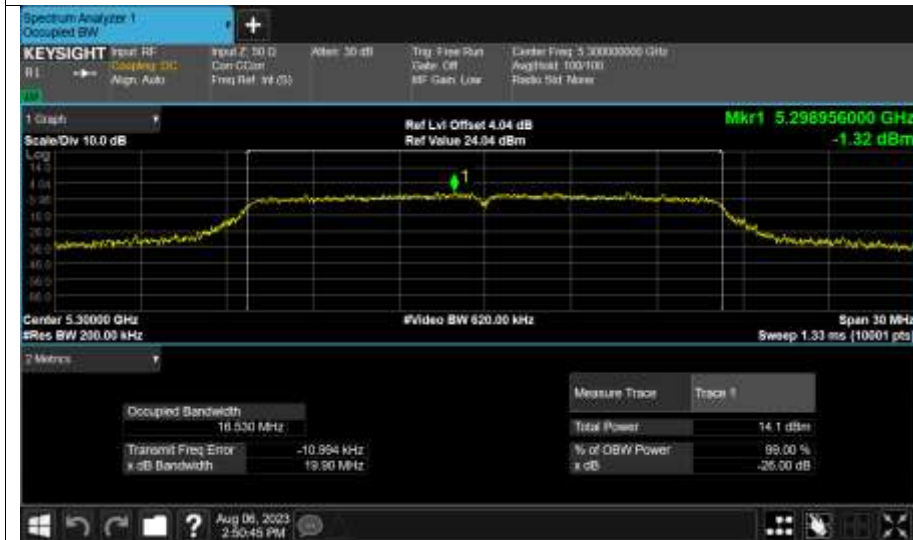 Spectrum Analyzer 1
Occupied BW
+
KEYSIGHT Input: RF Input Z: 50 Ω Atten: 30 dB Trig: Free Run Center Freq: 5.300000000 GHz
Coupling: DC Corr CCorr Gate: Off Avg|Hold: 100/100
Align: Auto Freq Ref: Int (S) #IF Gain: Low Radio Std: None
1 Graph
Ref Lvl Offset 4.04 dB Mkr1 5.298956000 GHz
Scale/Div 10.0 dB Ref Value 24.04 dBm -1.32 dBm
Log
1
Center 5.30000 GHz #Video BW 620.00 kHz Span 30 MHz
#Res BW 200.00 kHz Sweep 1.33 ms (10001 pts)
2 Metrics
Measure Trace Trace 1
Occupied Bandwidth
16.530 MHz Total Power 14.1 dBm
Transmit Freq Error -10.994 kHz % of OBW Power 99.00 %
x dB Bandwidth 19.90 MHz x dB -26.00 dB
? Aug 06, 2023
2:50:45 PM